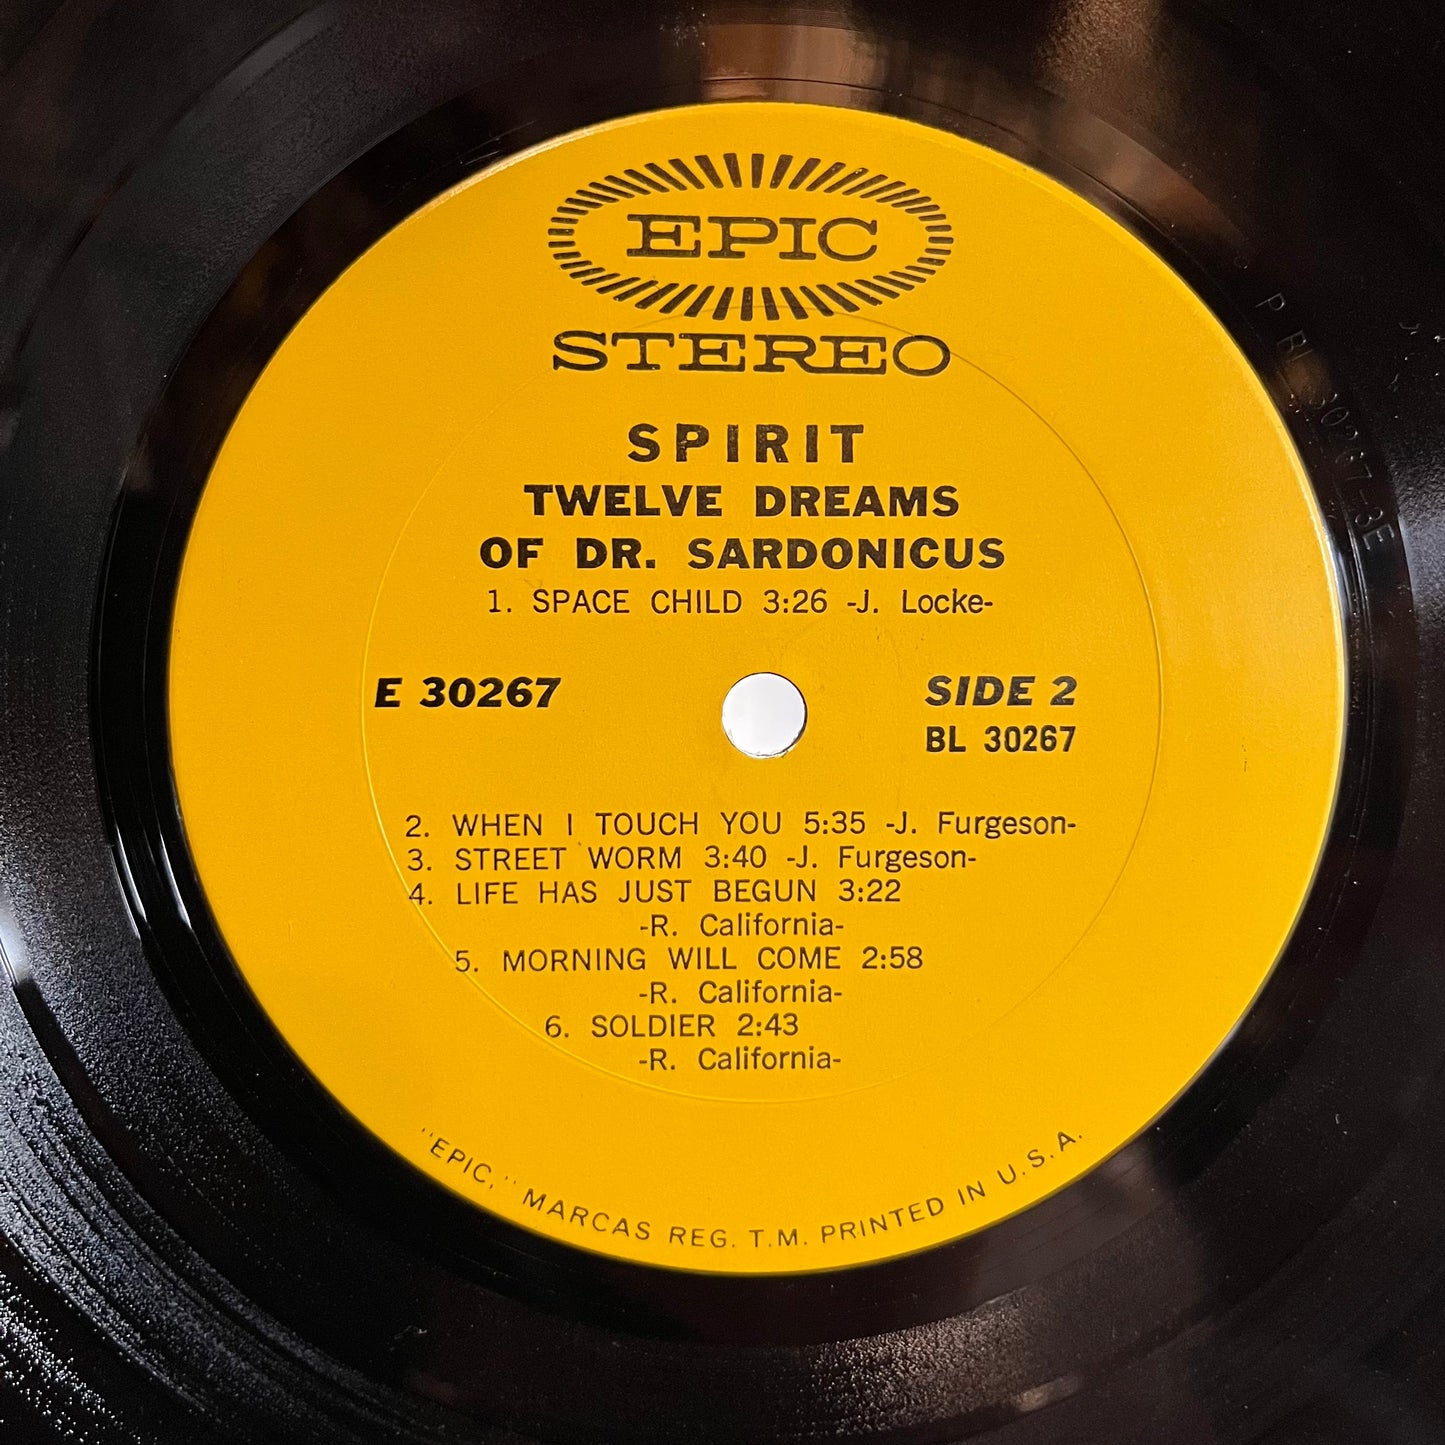 EPIC
STEREO
SPIRIT
TWELVE DREAMS
OF DR. SARDONICUS
1. SPACE CHILD 3:26 -J. Locke-
E 30267
SIDE 2
BL 30267
2. WHEN I TOUCH YOU 5:35 -J. Furgeson-
3. STREET WORM 3:40 -J. Furgeson-
4. LIFE HAS JUST BEGUN 3:22
-R. California-
5. MORNING WILL COME 2:58
-R. California-
6. SOLDIER 2:43
-R. California-
"EPIC," MARCAS REG. T.M. PRINTED IN U.S.A.
P BL 30267-3E